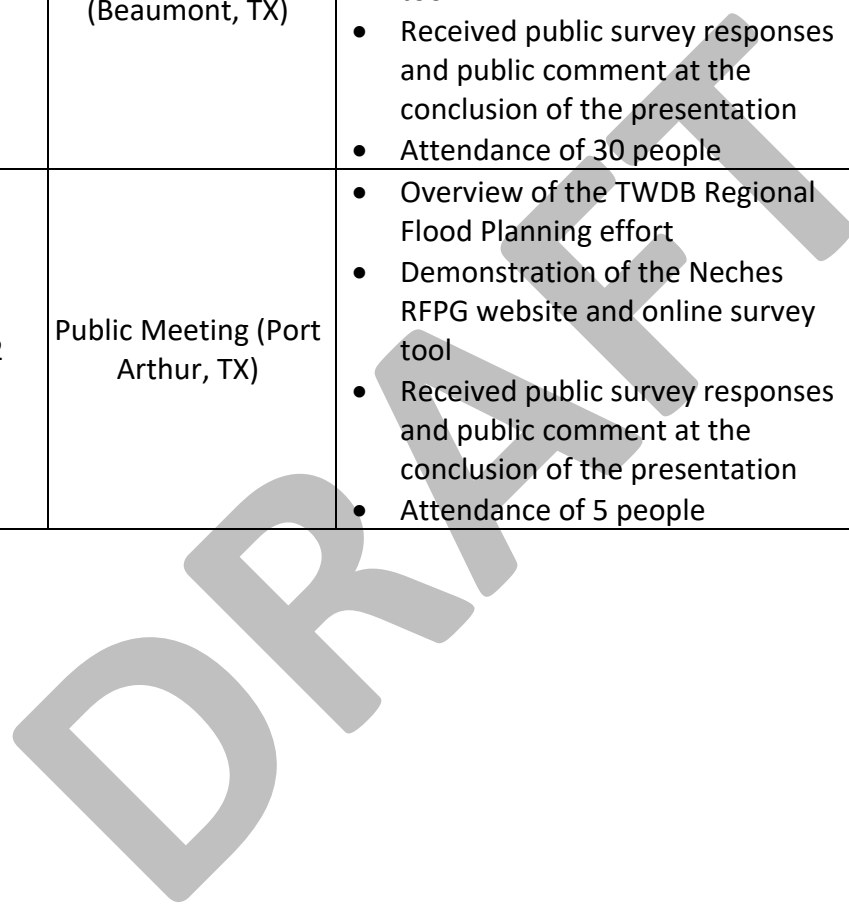 (Beaumont, TX)
• Received public survey responses
and public comment at the
conclusion of the presentation
• Attendance of 30 people
2
Public Meeting (Port
Arthur, TX)
• Overview of the TWDB Regional
Flood Planning effort
• Demonstration of the Neches
RFPG website and online survey
tool
• Received public survey responses
and public comment at the
conclusion of the presentation
• Attendance of 5 people
DRAFT